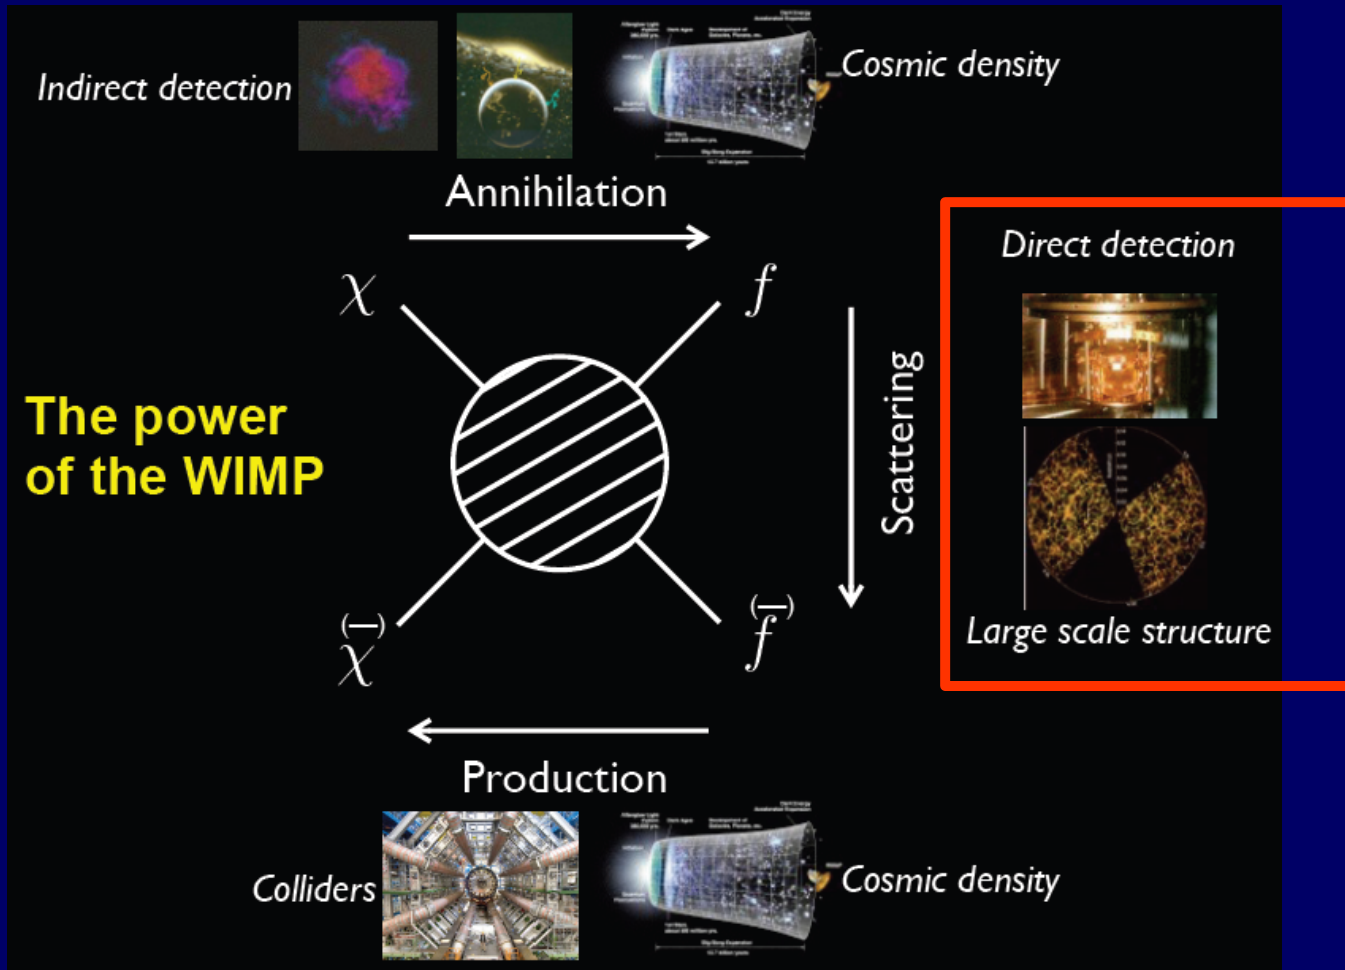 Indirect detection
Cosmic density
Annihilation
Direct detection
χ
f
The power
of the WIMP
Scattering
(—)
χ
(—)
f
Large scale structure
Production
Colliders
Cosmic density